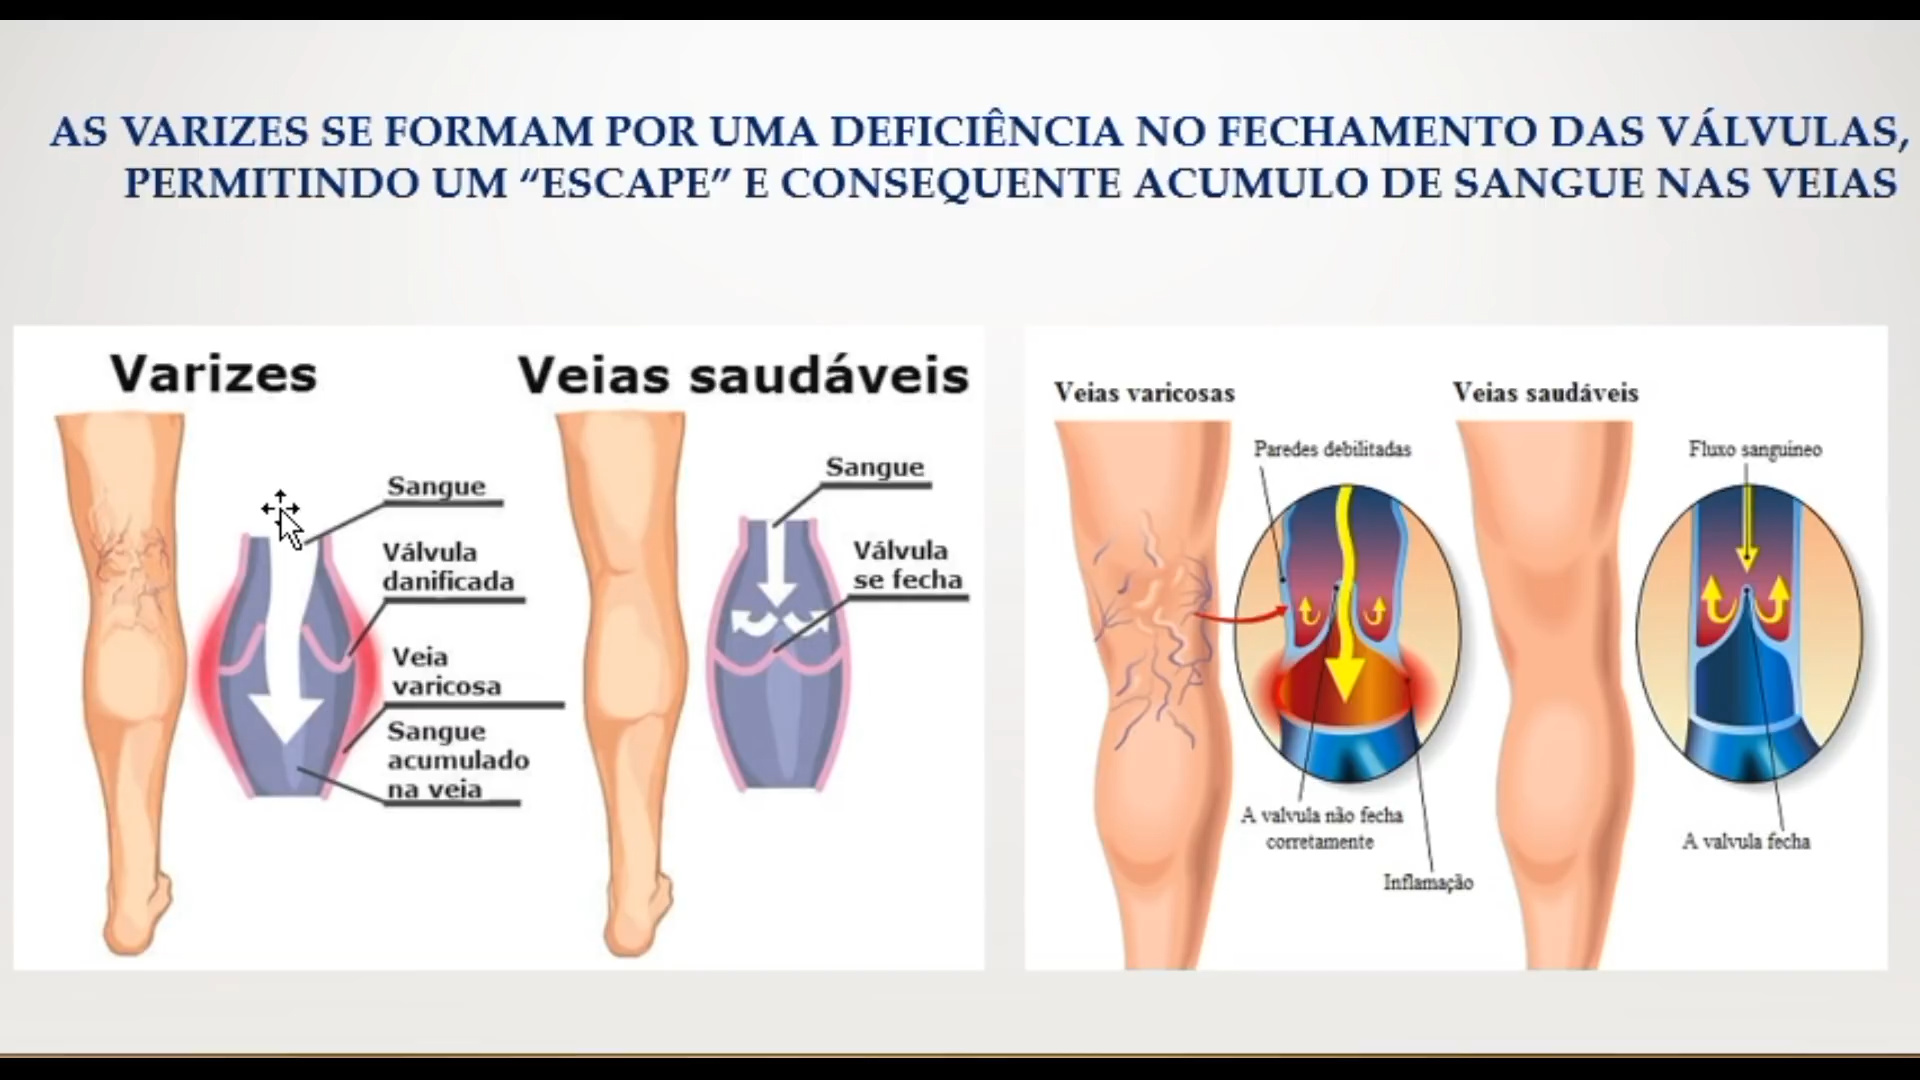 AS VARIZES SE FORMAM POR UMA DEFICIÊNCIA NO FECHAMENTO DAS VÁLVULAS,
PERMITINDO UM “ESCAPE” E CONSEQUENTE ACUMULO DE SANGUE NAS VEIAS
Varizes
Sangue
Válvula
danificada
Veia
varicosa
Sangue
acumulado
na veia
Veias saudáveis
Sangue
Válvula
se fecha
Veias varicosas
Paredes debilitadas
A valvula não fecha
corretamente
Inflamação
Veias saudáveis
Fluxo sanguíneo
A valvula fecha